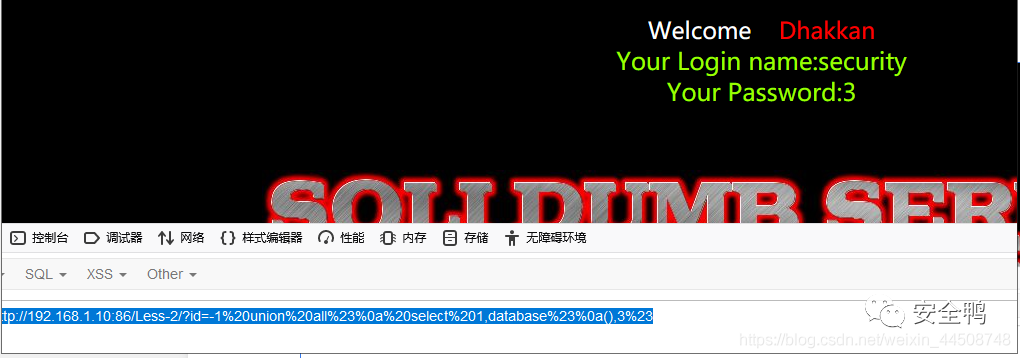 Welcome Dhakkan
Your Login name:security
Your Password:3
SQLI DUMB SER
控制台 调试器 网络 样式编辑器 性能 内存 存储 无障碍环境
SQL XSS Other
ttp://192.168.1.10:86/Less-2/?id=-1%20union%20all%23%0a%20select%201,database%23%0a(),3%23
安全鸭
https://blog.csdn.net/weixin_44508748